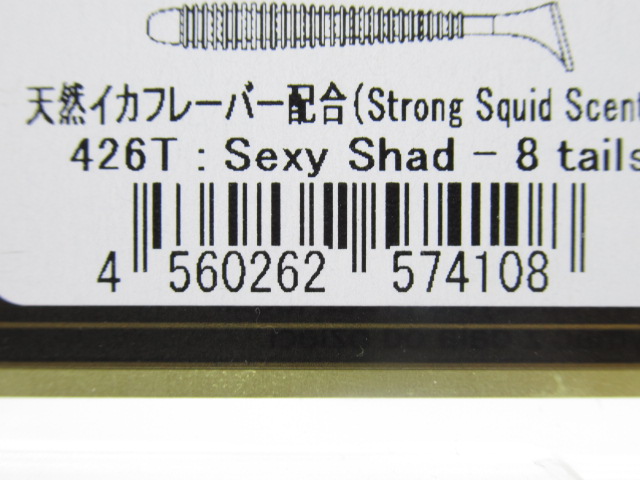 天然イカフレーバー配合(Strong Squid Scent
426T : Sexy Shad - 8 tails
4 560262 574108